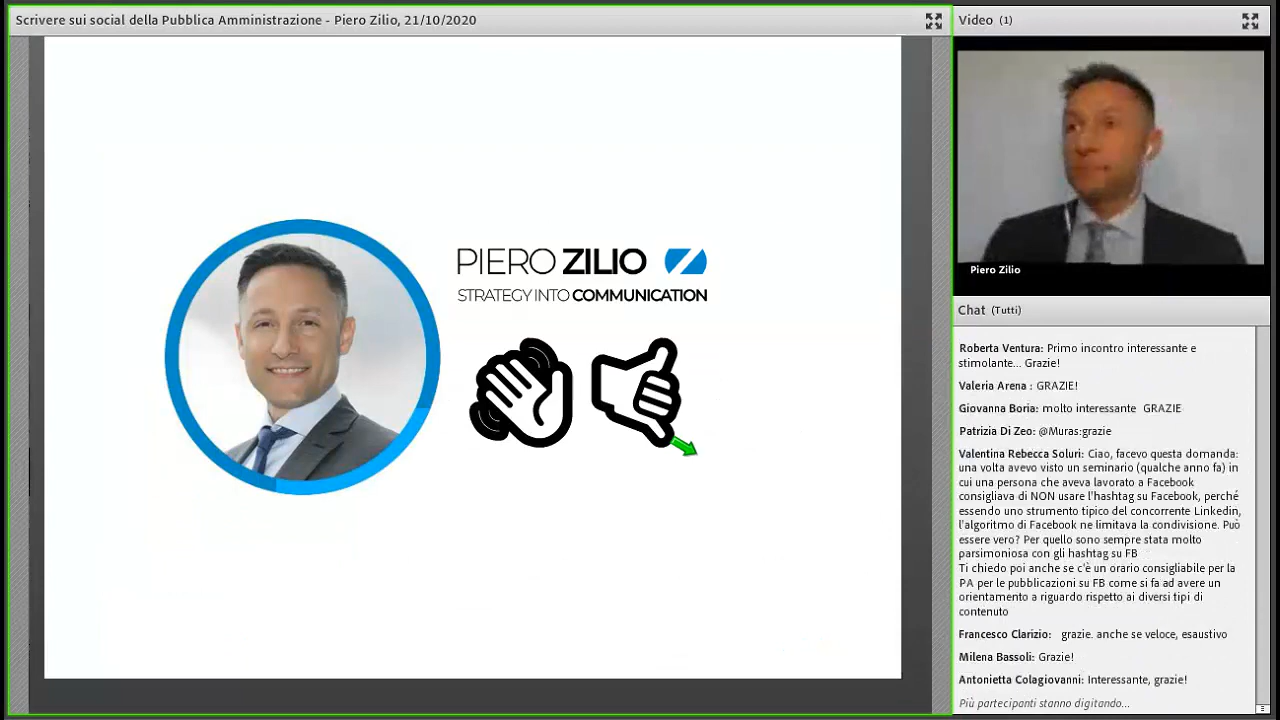 Scrivere sui social della Pubblica Amministrazione - Piero Zilio, 21/10/2020
PIERO ZILIO
STRATEGY INTO COMMUNICATION
Video (1)
Piero Zilio
Chat (Tutti)
Roberta Ventura: Primo incontro interessante e
stimolante... Grazie!
Valeria Arena : GRAZIE!
Giovanna Boria: molto interessante GRAZIE
Patrizia Di Zeo: @Muras:grazie
Valentina Rebecca Soluri: Ciao, facevo questa domanda:
una volta avevo visto un seminario (qualche anno fa) in
cui una persona che aveva lavorato a Facebook
consigliava di NON usare l'hashtag su Facebook, perché
essendo uno strumento tipico del concorrente Linkedin,
l'algoritmo di Facebook ne limitava la condivisione. Può
essere vero? Per quello sono sempre stata molto
parsimoniosa con gli hashtag su FB
Ti chiedo poi anche se c'è un orario consigliabile per la
PA per le pubblicazioni su FB come si fa ad avere un
orientamento a riguardo rispetto ai diversi tipi di
contenuto
Francesco Clarizio: grazie. anche se veloce, esaustivo
Milena Bassoli: Grazie!
Antonietta Colagiovanni: Interessante, grazie!
Più partecipanti stanno digitando...